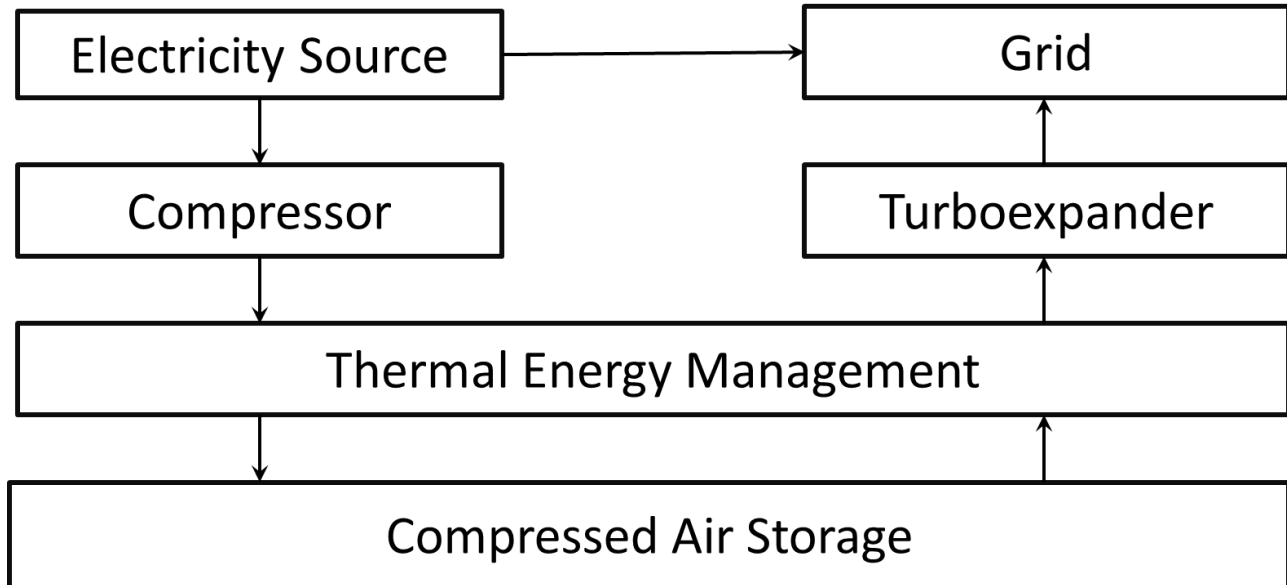 Electricity Source
Grid
Compressor
Turboexpander
Thermal Energy Management
Compressed Air Storage